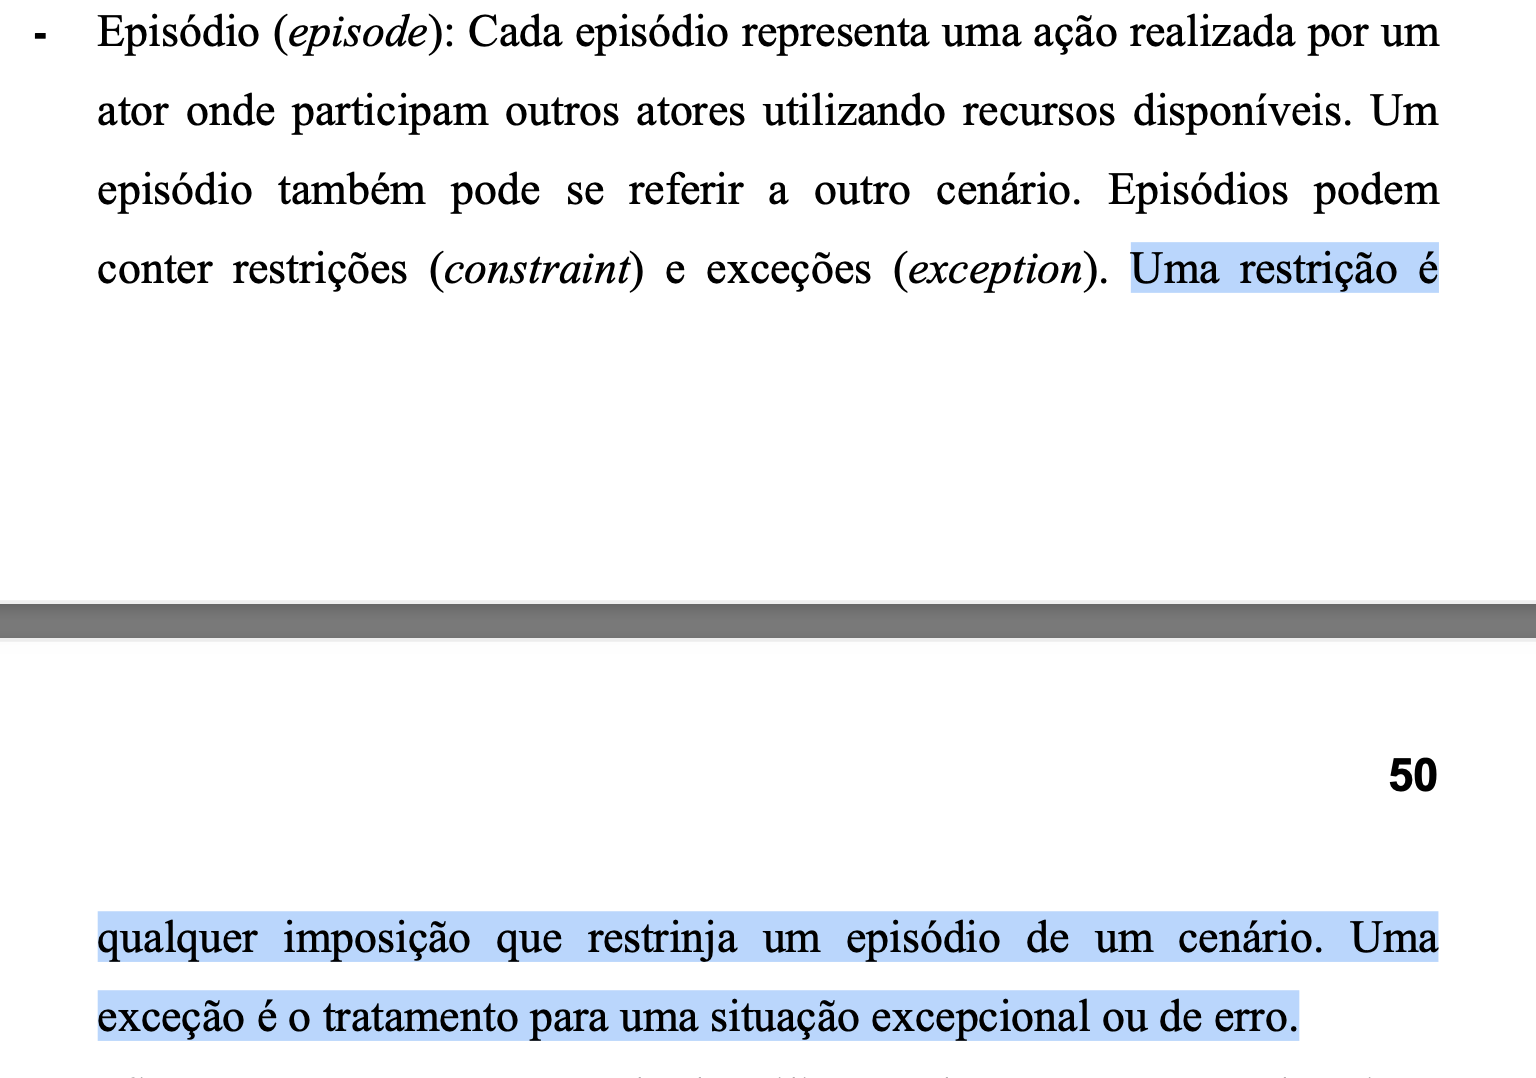 - Episódio (episode): Cada episódio representa uma ação realizada por um
ator onde participam outros atores utilizando recursos disponíveis. Um
episódio também pode se referir a outro cenário. Episódios podem
conter restrições (constraint) e exceções (exception). Uma restrição é
50
qualquer imposição que restrinja um episódio de um cenário. Uma
exceção é o tratamento para uma situação excepcional ou de erro.